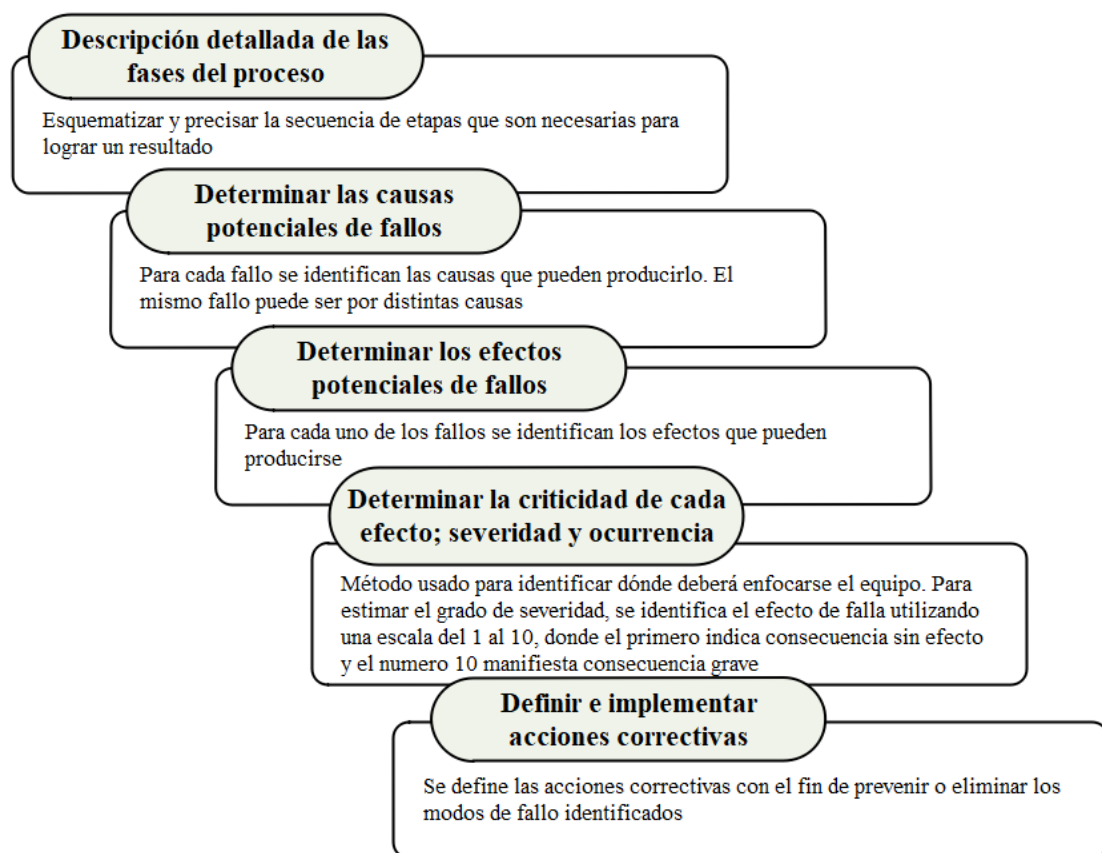 Descripción detallada de las
fases del proceso
Esquematizar y precisar la secuencia de etapas que son necesarias para
lograr un resultado
Determinar las causas
potenciales de fallos
Para cada fallo se identifican las causas que pueden producirlo. El
mismo fallo puede ser por distintas causas
Determinar los efectos
potenciales de fallos
Para cada uno de los fallos se identifican los efectos que pueden
producirse
Determinar la criticidad de cada
efecto; severidad y ocurrencia
Método usado para identificar dónde deberá enfocarse el equipo. Para
estimar el grado de severidad, se identifica el efecto de falla utilizando
una escala del 1 al 10, donde el primero indica consecuencia sin efecto
y el numero 10 manifiesta consecuencia grave
Definir e implementar
acciones correctivas
Se define las acciones correctivas con el fin de prevenir o eliminar los
modos de fallo identificados